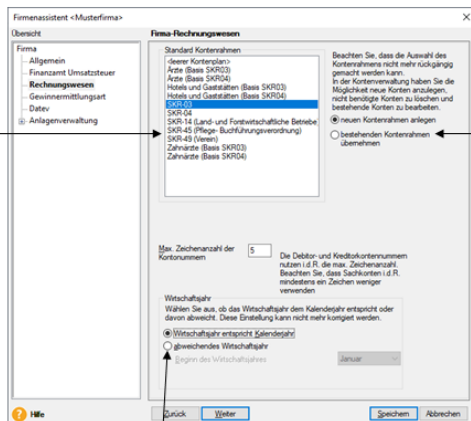 Firmenassistent <Musterfirma>
Übersicht
Firma
Allgemein
Finanzamt Umsatzsteuer
Rechnungswesen
Gewinnermittlungsart
Datev
Anlagenverwaltung
Firma-Rechnungswesen
Standard Kontenrahmen
<leerer Kontenplan>
Ärzte (Basis SKR03)
Ärzte (Basis SKR04)
Hotels und Gaststätten (Basis SKR03)
Hotels und Gaststätten (Basis SKR04)
SKR-03
SKR-04
SKR-14 (Land- und Forstwirtschaftliche Betriebe)
SKR-45 (Pflege- Buchführungsverordnung)
SKR-49 (Verein)
Zahnärzte (Basis SKR03)
Zahnärzte (Basis SKR04)
Beachten Sie, dass die Auswahl des
Kontenrahmens nicht mehr rückgängig
gemacht werden kann.
In der Kontenverwaltung haben Sie die
Möglichkeit neue Konten anzulegen,
nicht benötigte Konten zu löschen und
bestehende Konten zu bearbeiten.
neuen Kontenrahmen anlegen
bestehenden Kontenrahmen
übernehmen
Max. Zeichenanzahl der
Kontonummern
5
Die Debitor- und Kreditorkontennummern
nutzen i.d.R. die max. Zeichenanzahl.
Beachten Sie, dass Sachkonten i.d.R.
mindestens ein Zeichen weniger
verwenden
Wirtschaftsjahr
Wählen Sie aus, ob das Wirtschaftsjahr dem Kalenderjahr entspricht oder
davon abweicht. Diese Einstellung kann nicht mehr korrigiert werden.
Wirtschaftsjahr entspricht Kalenderjahr
abweichendes Wirtschaftsjahr
Beginn des Wirtschaftsjahres
Januar
Hilfe
Zurück
Weiter
Speichern
Abbrechen